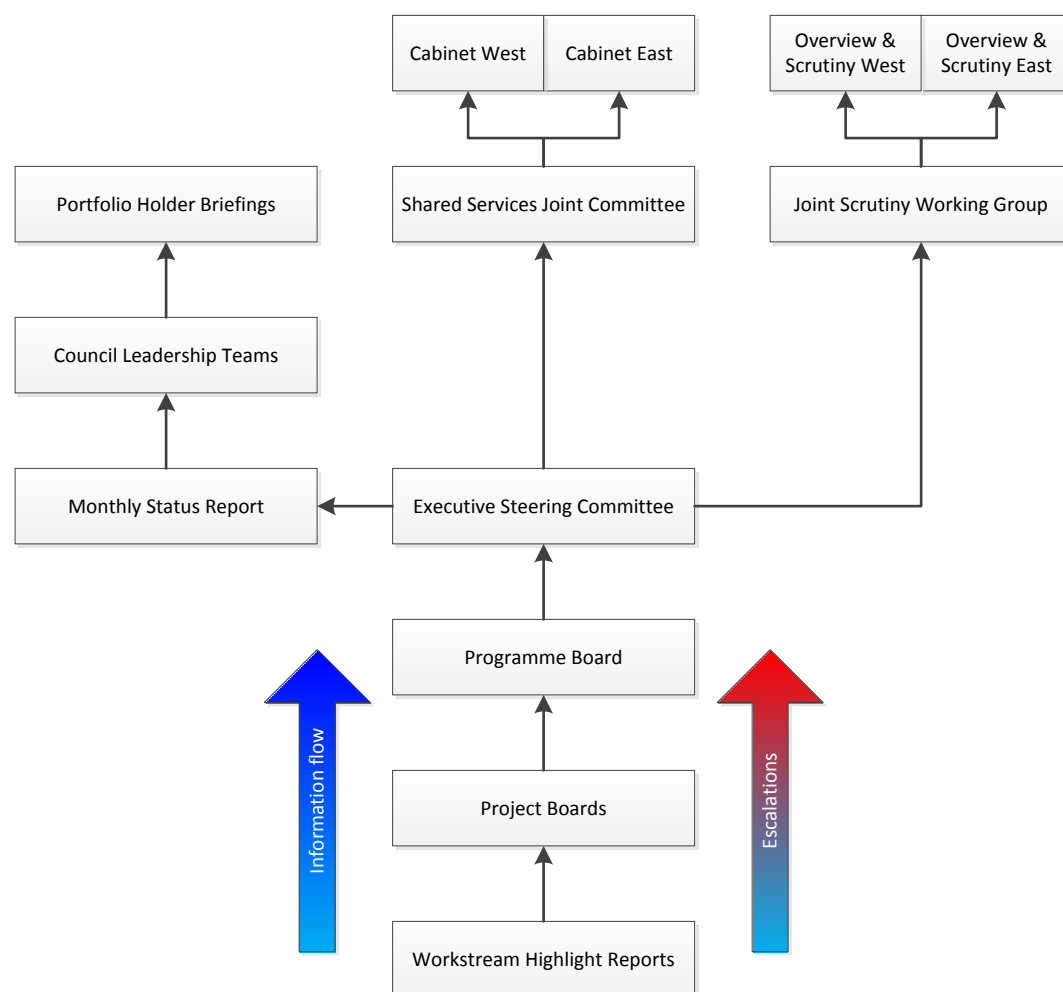 Cabinet West
Cabinet East
Overview &
Scrutiny West
Overview &
Scrutiny East
Portfolio Holder Briefings
Shared Services Joint Committee
Joint Scrutiny Working Group
Council Leadership Teams
Monthly Status Report
Executive Steering Committee
Programme Board
Information flow
Escalations
Project Boards
Workstream Highlight Reports